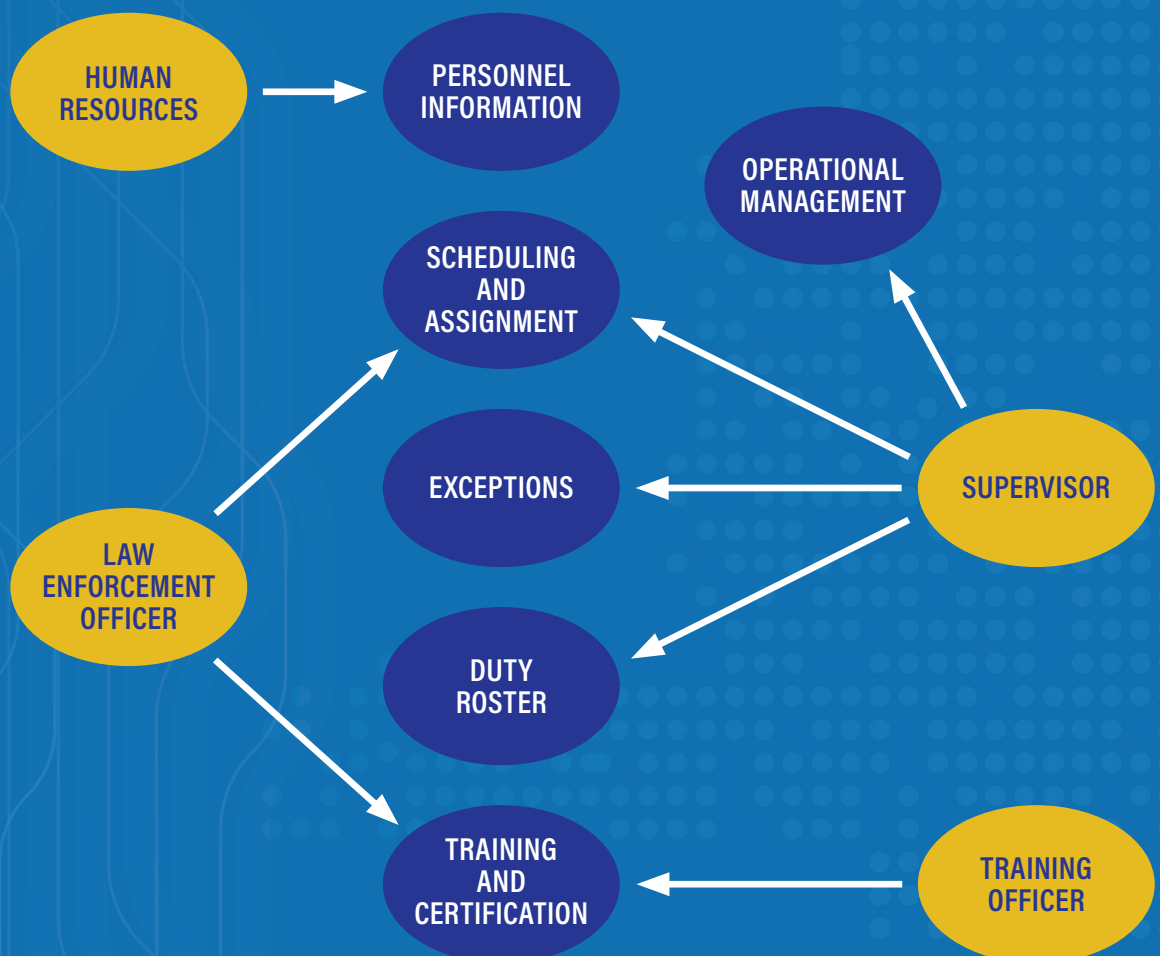 HUMAN
RESOURCES
PERSONNEL
INFORMATION
OPERATIONAL
MANAGEMENT
SCHEDULING
AND
ASSIGNMENT
EXCEPTIONS
SUPERVISOR
LAW
ENFORCEMENT
OFFICER
DUTY
ROSTER
TRAINING
AND
CERTIFICATION
TRAINING
OFFICER